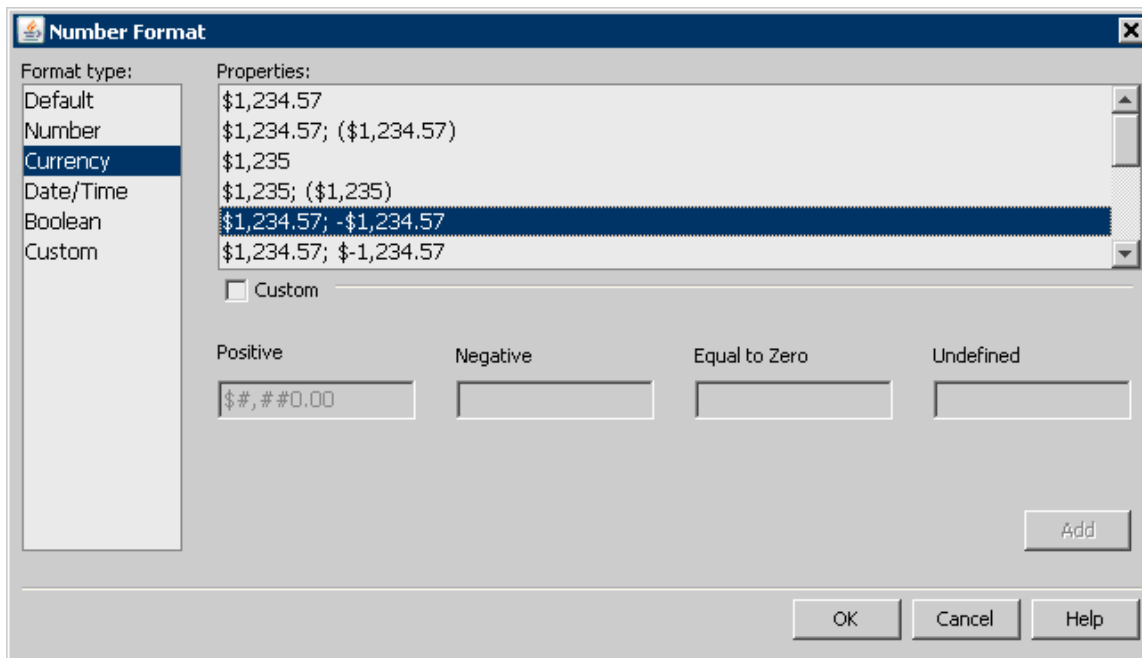 Number Format
Format type:
Default
Number
Currency
Date/Time
Boolean
Custom
Properties:
$1,234.57
$1,234.57; ($1,234.57)
$1,235
$1,235; ($1,235)
$1,234.57; -$1,234.57
$1,234.57; $-1,234.57
Custom
Positive Negative Equal to Zero Undefined
$#,##0.00
Add
OK Cancel Help